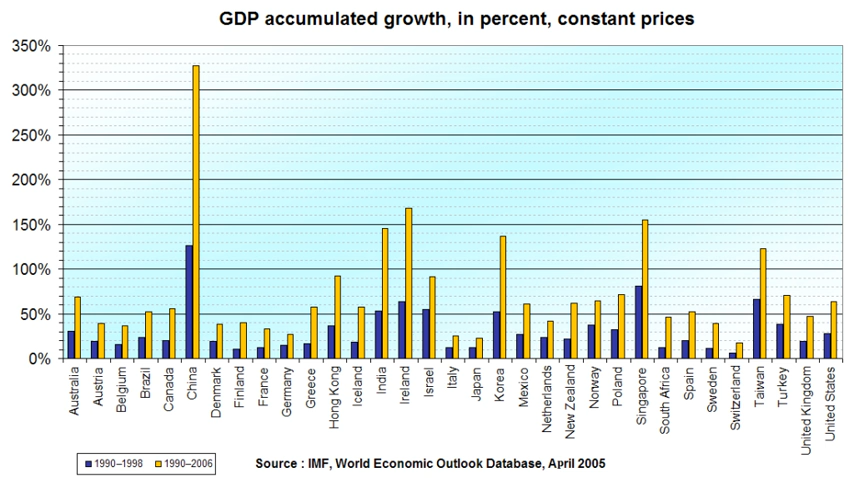 GDP accumulated growth, in percent, constant prices
350%
300%
250%
200%
150%
100%
50%
0%
Australia
Austria
Belgium
Brazil
Canada
China
Denmark
Finland
France
Germany
Greece
Hong Kong
Iceland
India
Ireland
Israel
Italy
Japan
Korea
Mexico
Netherlands
New Zealand
Norway
Poland
Singapore
South Africa
Spain
Sweden
Switzerland
Taiwan
Turkey
United Kingdom
United States
1990–1998 1990–2006
Source : IMF, World Economic Outlook Database, April 2005